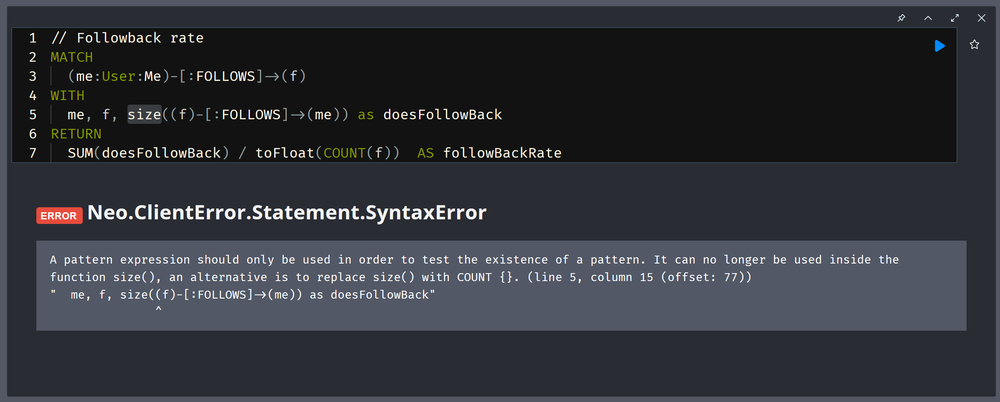 1 // Followback rate
2 MATCH
3   (me:User:Me)-[:FOLLOWS]->(f)
4 WITH
5   me, f, size((f)-[:FOLLOWS]->(me)) as doesFollowBack
6 RETURN
7   SUM(doesFollowBack) / toFloat(COUNT(f))  AS followBackRate
ERROR Neo.ClientError.Statement.SyntaxError
A pattern expression should only be used in order to test the existence of a pattern. It can no longer be used inside the
function size(), an alternative is to replace size() with COUNT {}. (line 5, column 15 (offset: 77))
"  me, f, size((f)-[:FOLLOWS]->(me)) as doesFollowBack"
               ^